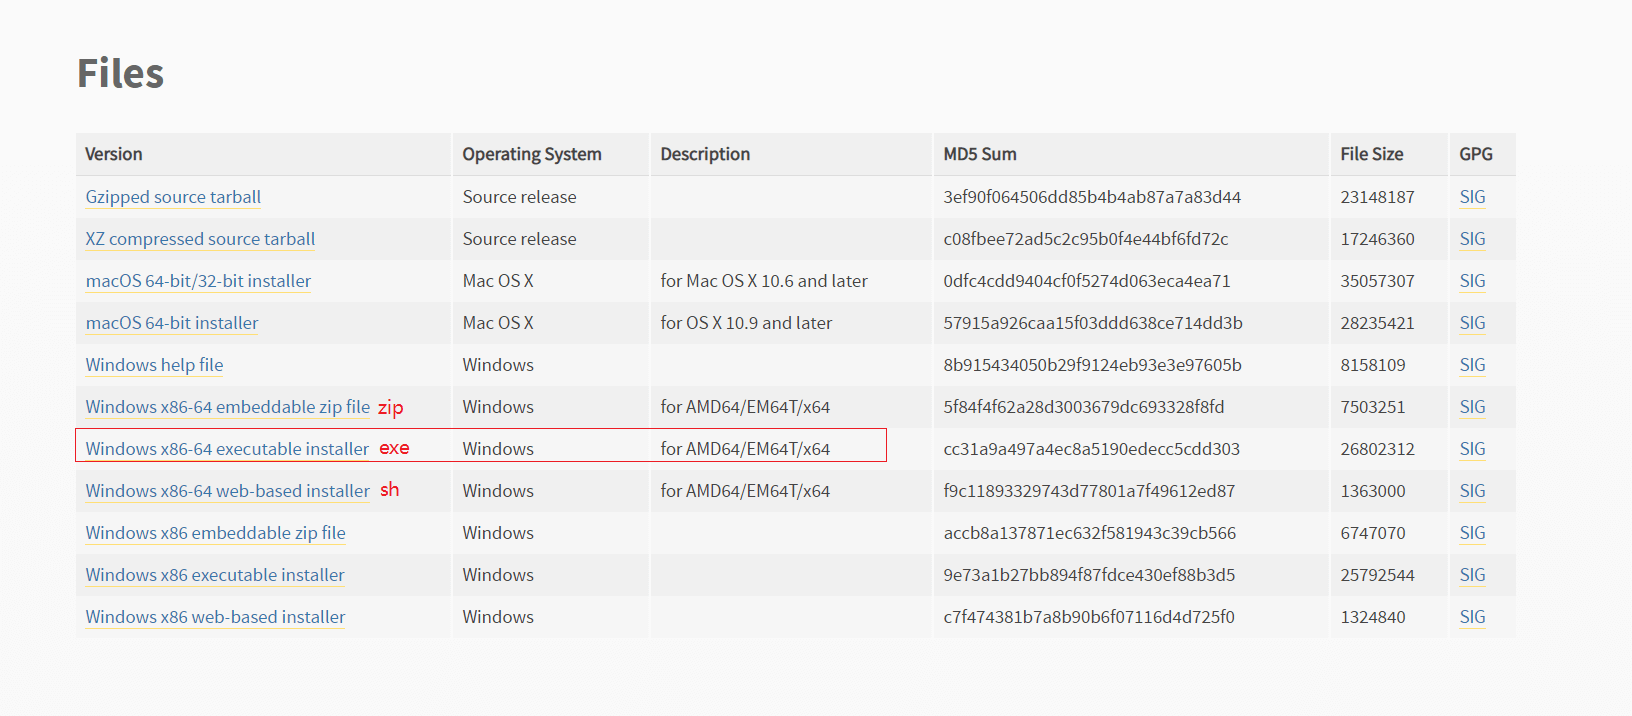 Files
Version Operating System Description MD5 Sum File Size GPG
Gzipped source tarball Source release 3ef90f064506dd85b4b4ab87a7a83d44 23148187 SIG
XZ compressed source tarball Source release c08fbee72ad5c2c95b0f4e44bf6fd72c 17246360 SIG
macOS 64-bit/32-bit installer Mac OS X for Mac OS X 10.6 and later 0dfc4cdd9404cf0f5274d063eca4ea71 35057307 SIG
macOS 64-bit installer Mac OS X for OS X 10.9 and later 57915a926caa15f03ddd638ce714dd3b 28235421 SIG
Windows help file Windows 8b915434050b29f9124eb93e3e97605b 8158109 SIG
Windows x86-64 embeddable zip file zip Windows for AMD64/EM64T/x64 5f84f4f62a28d3003679dc693328f8fd 7503251 SIG
Windows x86-64 executable installer exe Windows for AMD64/EM64T/x64 cc31a9a497a4ec8a5190edecc5cdd303 26802312 SIG
Windows x86-64 web-based installer sh Windows for AMD64/EM64T/x64 f9c11893329743d77801a7f49612ed87 1363000 SIG
Windows x86 embeddable zip file Windows accb8a137871ec632f581943c39cb566 6747070 SIG
Windows x86 executable installer Windows 9e73a1b27bb894f87fdce430ef88b3d5 25792544 SIG
Windows x86 web-based installer Windows c7f474381b7a8b90b6f07116d4d725f0 1324840 SIG